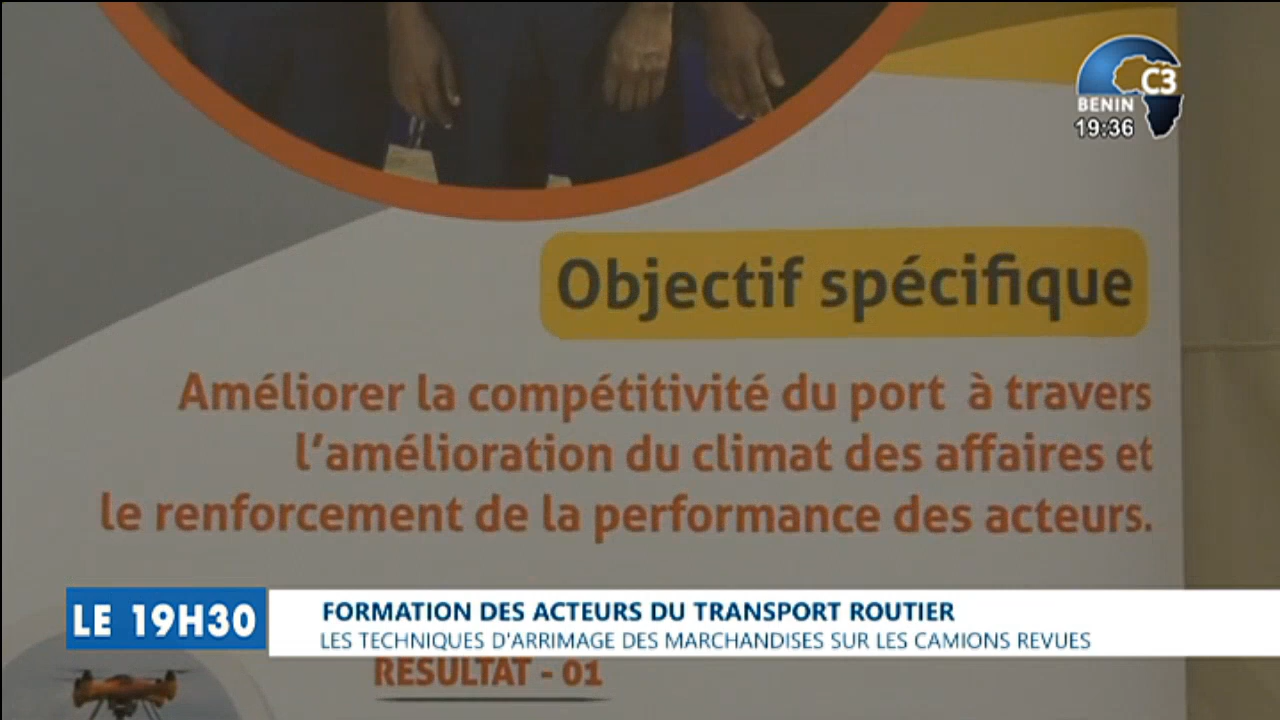 C3
BENIN
19:36
Objectif spécifique
Améliorer la compétitivité du port à travers
l'amélioration du climat des affaires et
le renforcement de la performance des acteurs.
LE 19H30
FORMATION DES ACTEURS DU TRANSPORT ROUTIER
LES TECHNIQUES D'ARRIMAGE DES MARCHANDISES SUR LES CAMIONS REVUES
RESULTAT - 01